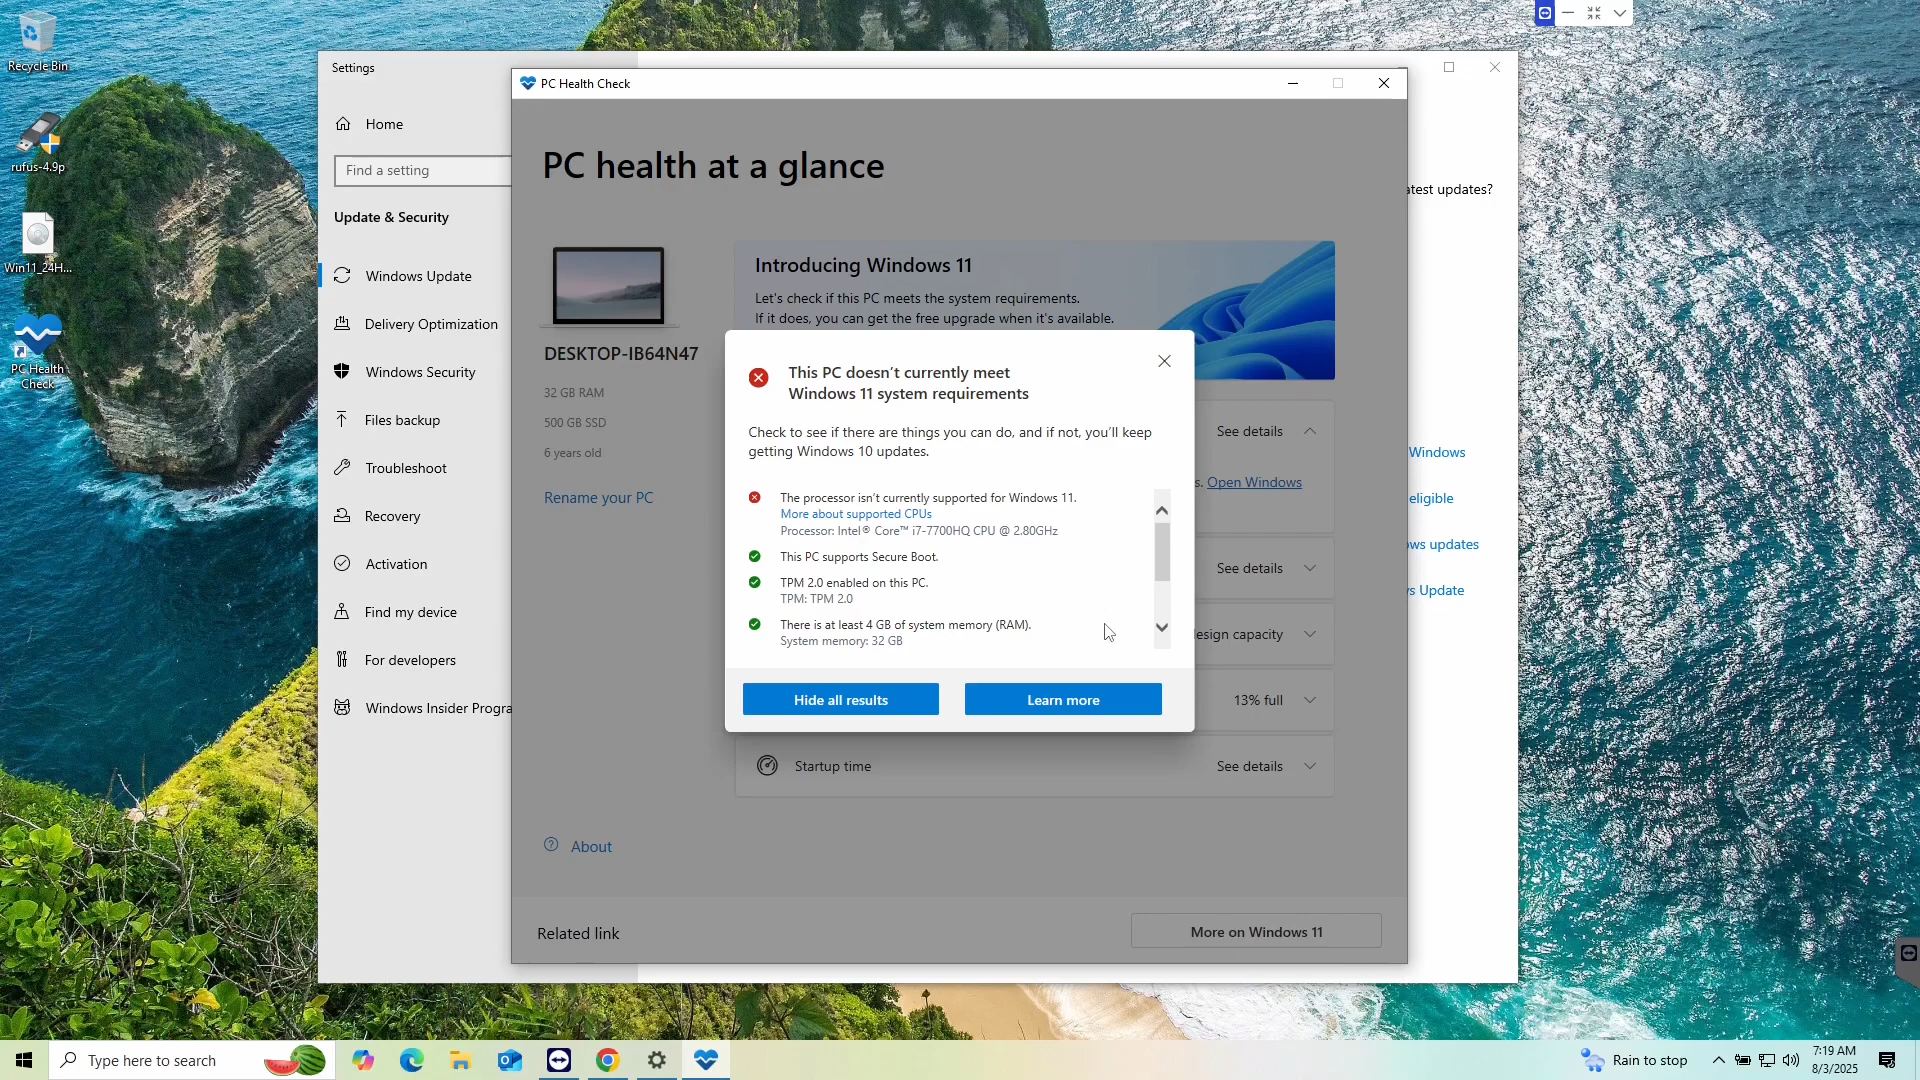 Recycle Bin
rufus-4.9p
Win11_24H...
PC Health
Check
Settings
Home
Find a setting
Update & Security
Windows Update
Delivery Optimization
Windows Security
Files backup
Troubleshoot
Recovery
Activation
Find my device
For developers
Windows Insider Progra
atest updates?
Windows
eligible
ows updates
s Update
PC Health Check
PC health at a glance
DESKTOP-IB64N47
32 GB RAM
500 GB SSD
6 years old
Rename your PC
Introducing Windows 11
Let's check if this PC meets the system requirements.
If it does, you can get the free upgrade when it's available.
See details
s. Open Windows
See details
esign capacity
13% full
Startup time
See details
About
Related link
More on Windows 11
This PC doesn't currently meet
Windows 11 system requirements
Check to see if there are things you can do, and if not, you'll keep
getting Windows 10 updates.
The processor isn't currently supported for Windows 11.
More about supported CPUs
Processor: Intel® Core™ i7-7700HQ CPU @ 2.80GHz
This PC supports Secure Boot.
TPM 2.0 enabled on this PC.
TPM: TPM 2.0
There is at least 4 GB of system memory (RAM).
System memory: 32 GB
Hide all results
Learn more
Type here to search
Rain to stop
7:19 AM
8/3/2025